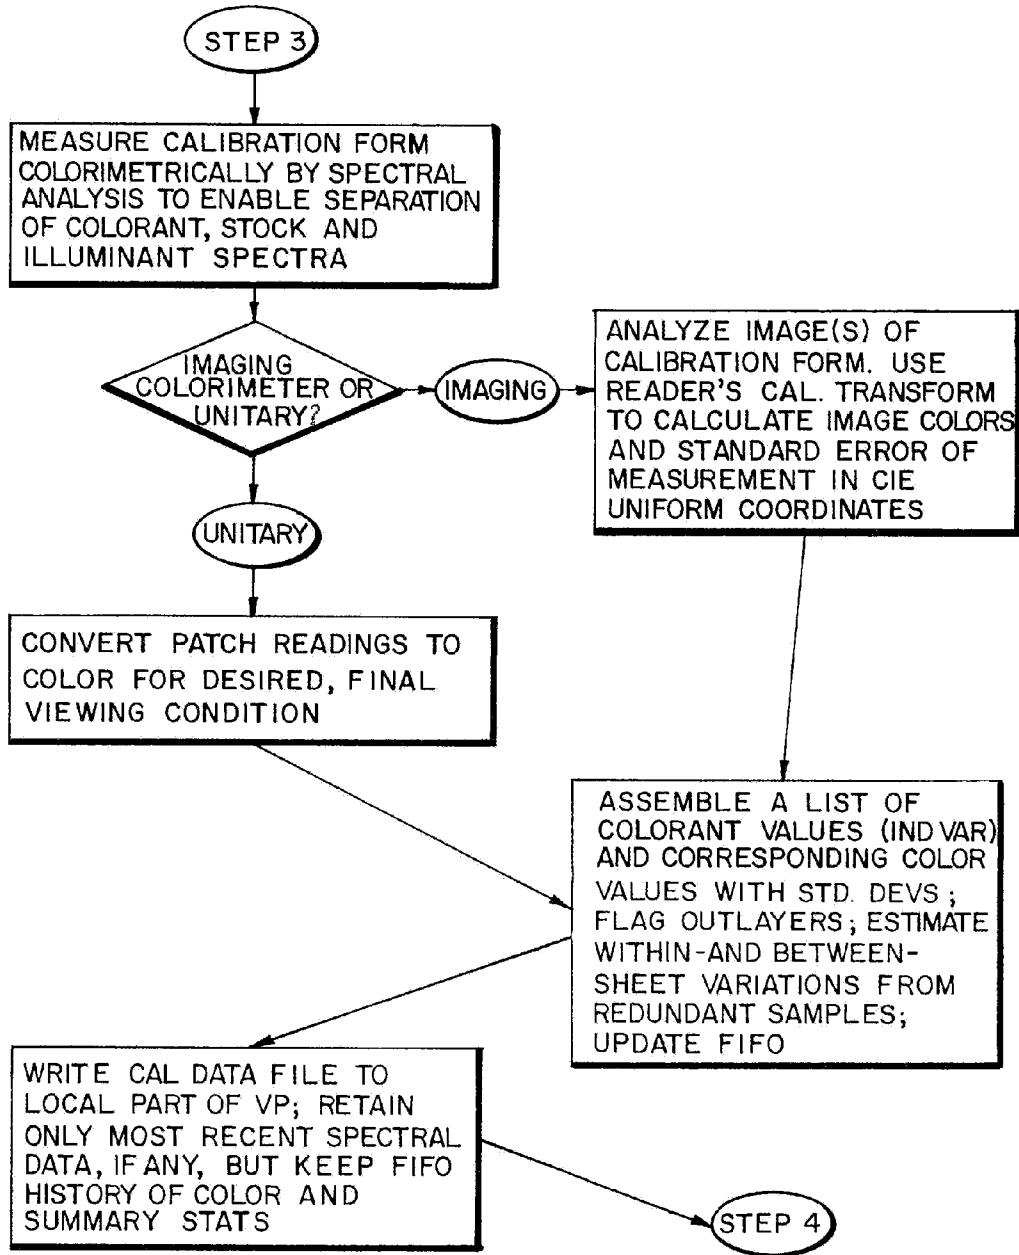 STEP 3
MEASURE CALIBRATION FORM
COLORIMETRICALLY BY SPECTRAL
ANALYSIS TO ENABLE SEPARATION
OF COLORANT, STOCK AND
ILLUMINANT SPECTRA
IMAGING
COLORIMETER OR
UNITARY?
IMAGING
ANALYZE IMAGE(S) OF
CALIBRATION FORM. USE
READER'S CAL. TRANSFORM
TO CALCULATE IMAGE COLORS
AND STANDARD ERROR OF
MEASUREMENT IN CIE
UNIFORM COORDINATES
UNITARY
CONVERT PATCH READINGS TO
COLOR FOR DESIRED, FINAL
VIEWING CONDITION
ASSEMBLE A LIST OF
COLORANT VALUES (IND VAR)
AND CORRESPONDING COLOR
VALUES WITH STD. DEVS;
FLAG OUTLAYERS; ESTIMATE
WITHIN-AND BETWEEN-
SHEET VARIATIONS FROM
REDUNDANT SAMPLES;
UPDATE FIFO
WRITE CAL DATA FILE TO
LOCAL PART OF VP; RETAIN
ONLY MOST RECENT SPECTRAL
DATA, IF ANY, BUT KEEP FIFO
HISTORY OF COLOR AND
SUMMARY STATS
STEP 4